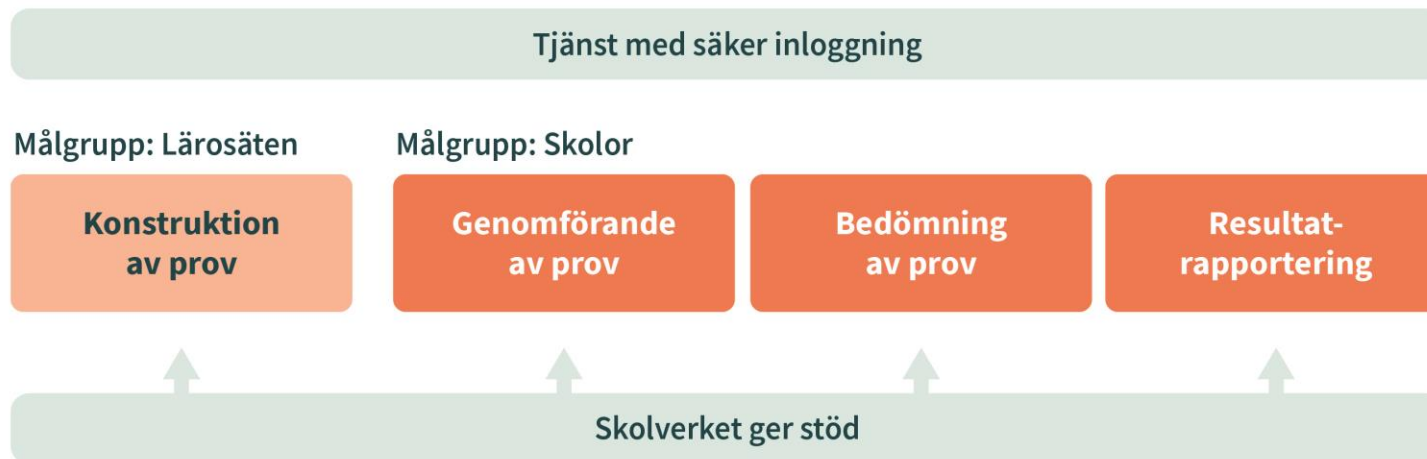 Tjänst med säker inloggning
Målgrupp: Lärosäten
Målgrupp: Skolor
Konstruktion
av prov
Genomförande
av prov
Bedömning
av prov
Resultat-
rapportering
Skolverket ger stöd